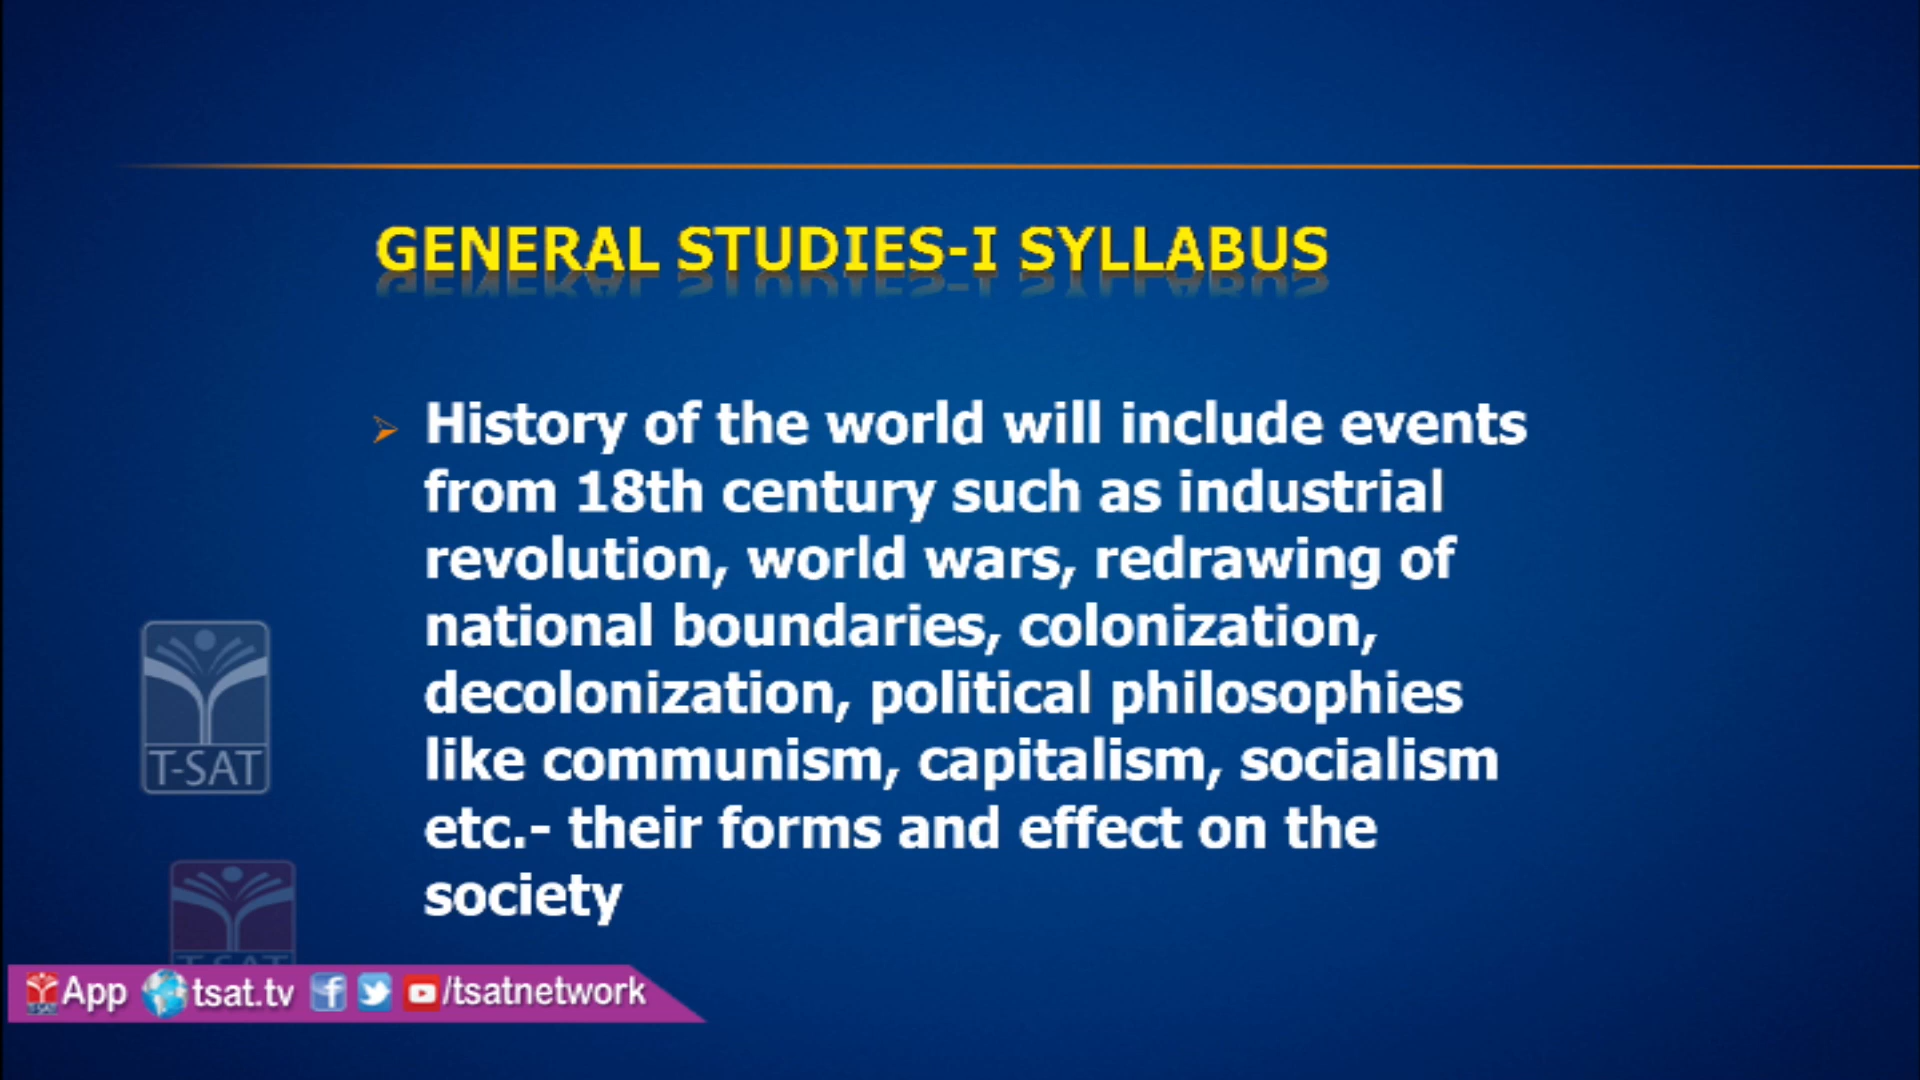 GENERAL STUDIES-I SYLLABUS
History of the world will include events
from 18th century such as industrial
revolution, world wars, redrawing of
national boundaries, colonization,
decolonization, political philosophies
like communism, capitalism, socialism
etc.- their forms and effect on the
society
T-SAT
T-SAT
App tsat.tv /tsatnetwork